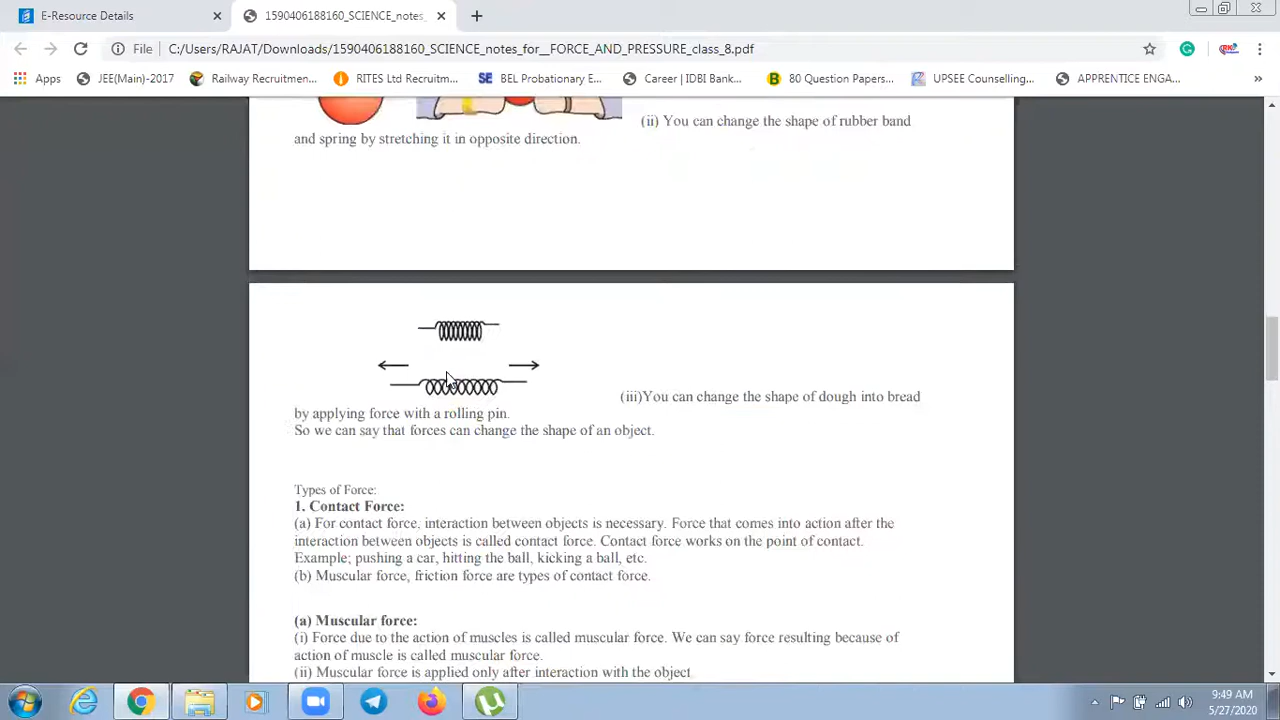 E-Resource Details
1590406188160_SCIENCE_notes_
File
C:/Users/RAJAT/Downloads/1590406188160_SCIENCE_notes_for__FORCE_AND_PRESSURE_class_8.pdf
Apps
JEE(Main)-2017
Railway Recruitmen...
RITES Ltd Recruitm...
SE BEL Probationary E...
Career | IDBI Bank...
B 80 Question Papers...
UPSEE Counselling...
APPRENTICE ENGA...
»
(ii) You can change the shape of rubber band
and spring by stretching it in opposite direction.
(iii)You can change the shape of dough into bread
by applying force with a rolling pin.
So we can say that forces can change the shape of an object.
Types of Force:
1. Contact Force:
(a) For contact force, interaction between objects is necessary. Force that comes into action after the
interaction between objects is called contact force. Contact force works on the point of contact.
Example; pushing a car, hitting the ball, kicking a ball, etc.
(b) Muscular force, friction force are types of contact force.
(a) Muscular force:
(i) Force due to the action of muscles is called muscular force. We can say force resulting because of
action of muscle is called muscular force.
(ii) Muscular force is applied only after interaction with the object
9:49 AM
5/27/2020